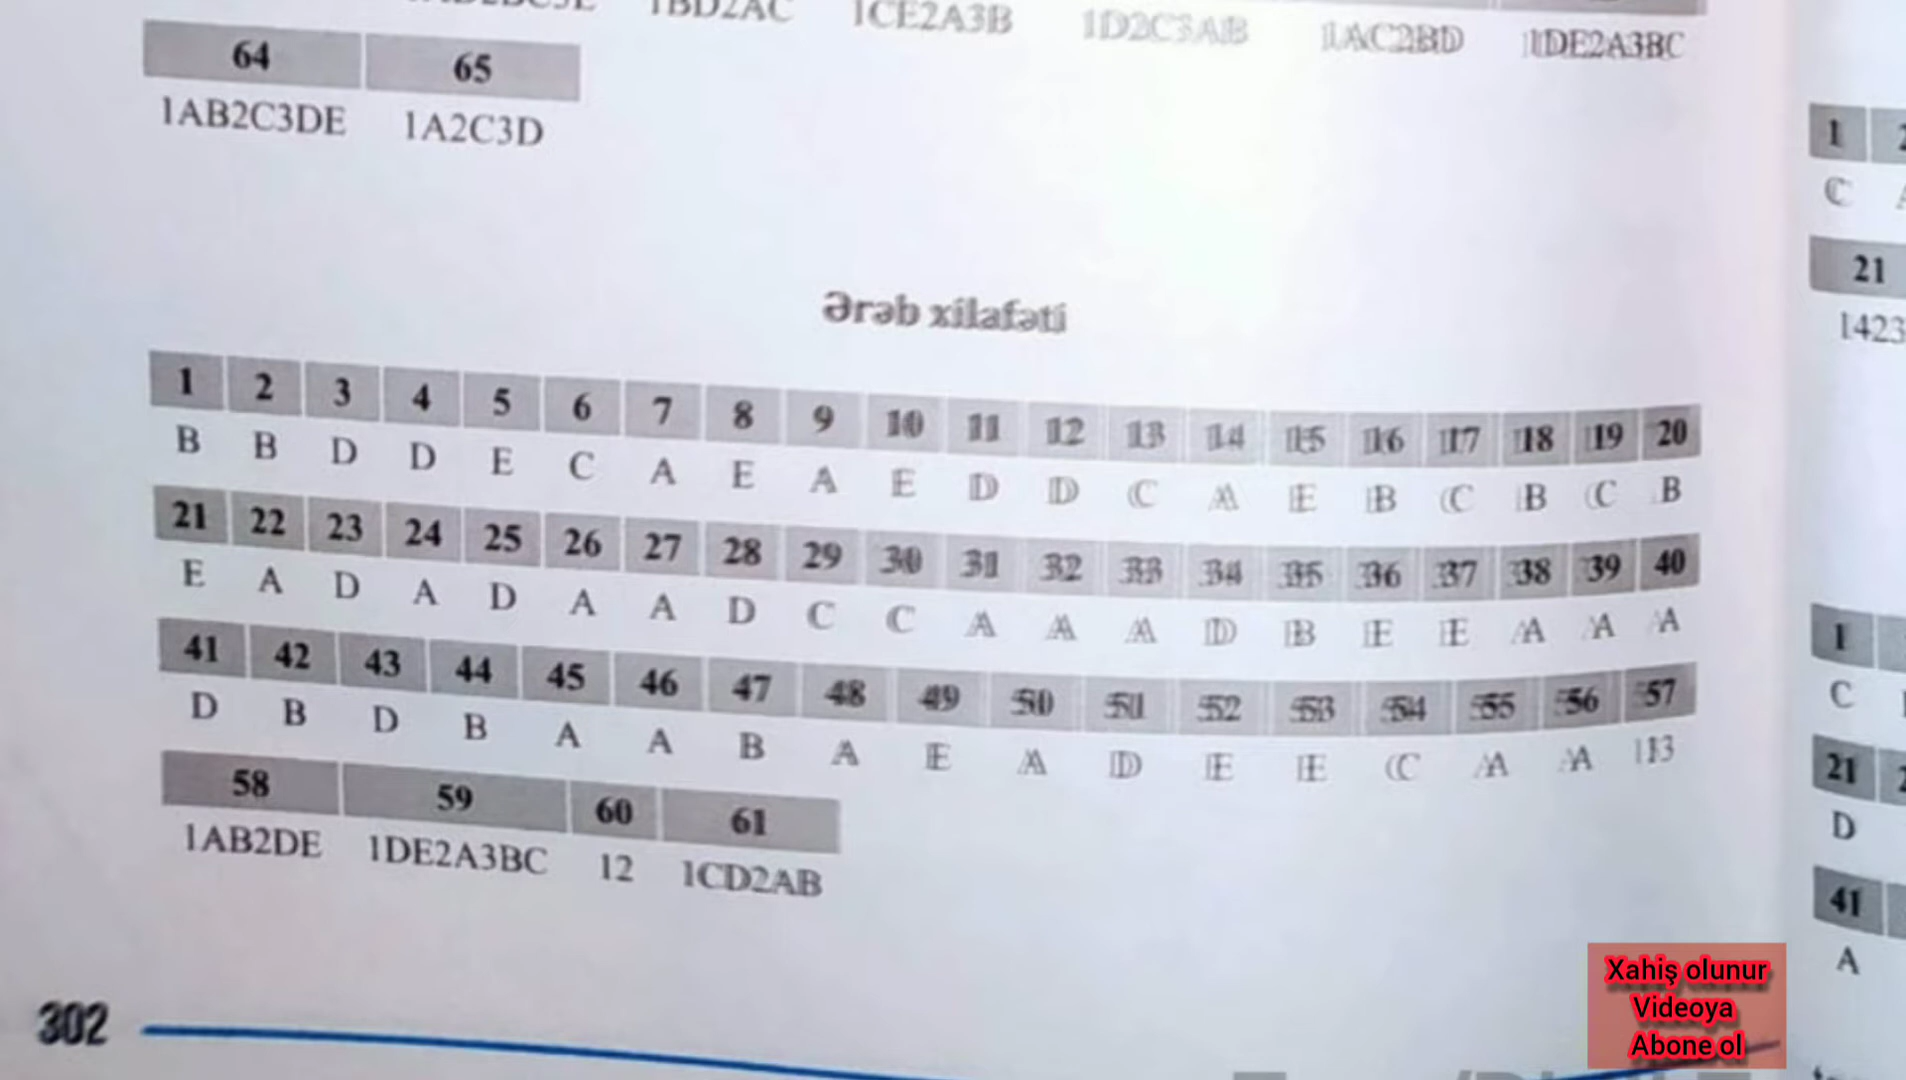 1BD2AC 1CE2A3B 1D2C3AB 1AC2BD 1DE2A3BC
64 65
1AB2C3DE 1A2C3D
Ərəb xilafəti
1 2 3 4 5 6 7 8 9 10 11 12 13 14 15 16 17 18 19 20
B B D D E C A E A E D D C A E B C B C B
21 22 23 24 25 26 27 28 29 30 31 32 33 34 35 36 37 38 39 40
E A D A D A A D C C A A A D B E E A A A
41 42 43 44 45 46 47 48 49 50 51 52 53 54 55 56 57
D B D B A A B A E A D E E C A A 13
58 59 60 61
1AB2DE 1DE2A3BC 12 1CD2AB
302
1
C
21
1423
1
C
21
D
41
A
Xahiş olunur
Videoya
Abone ol